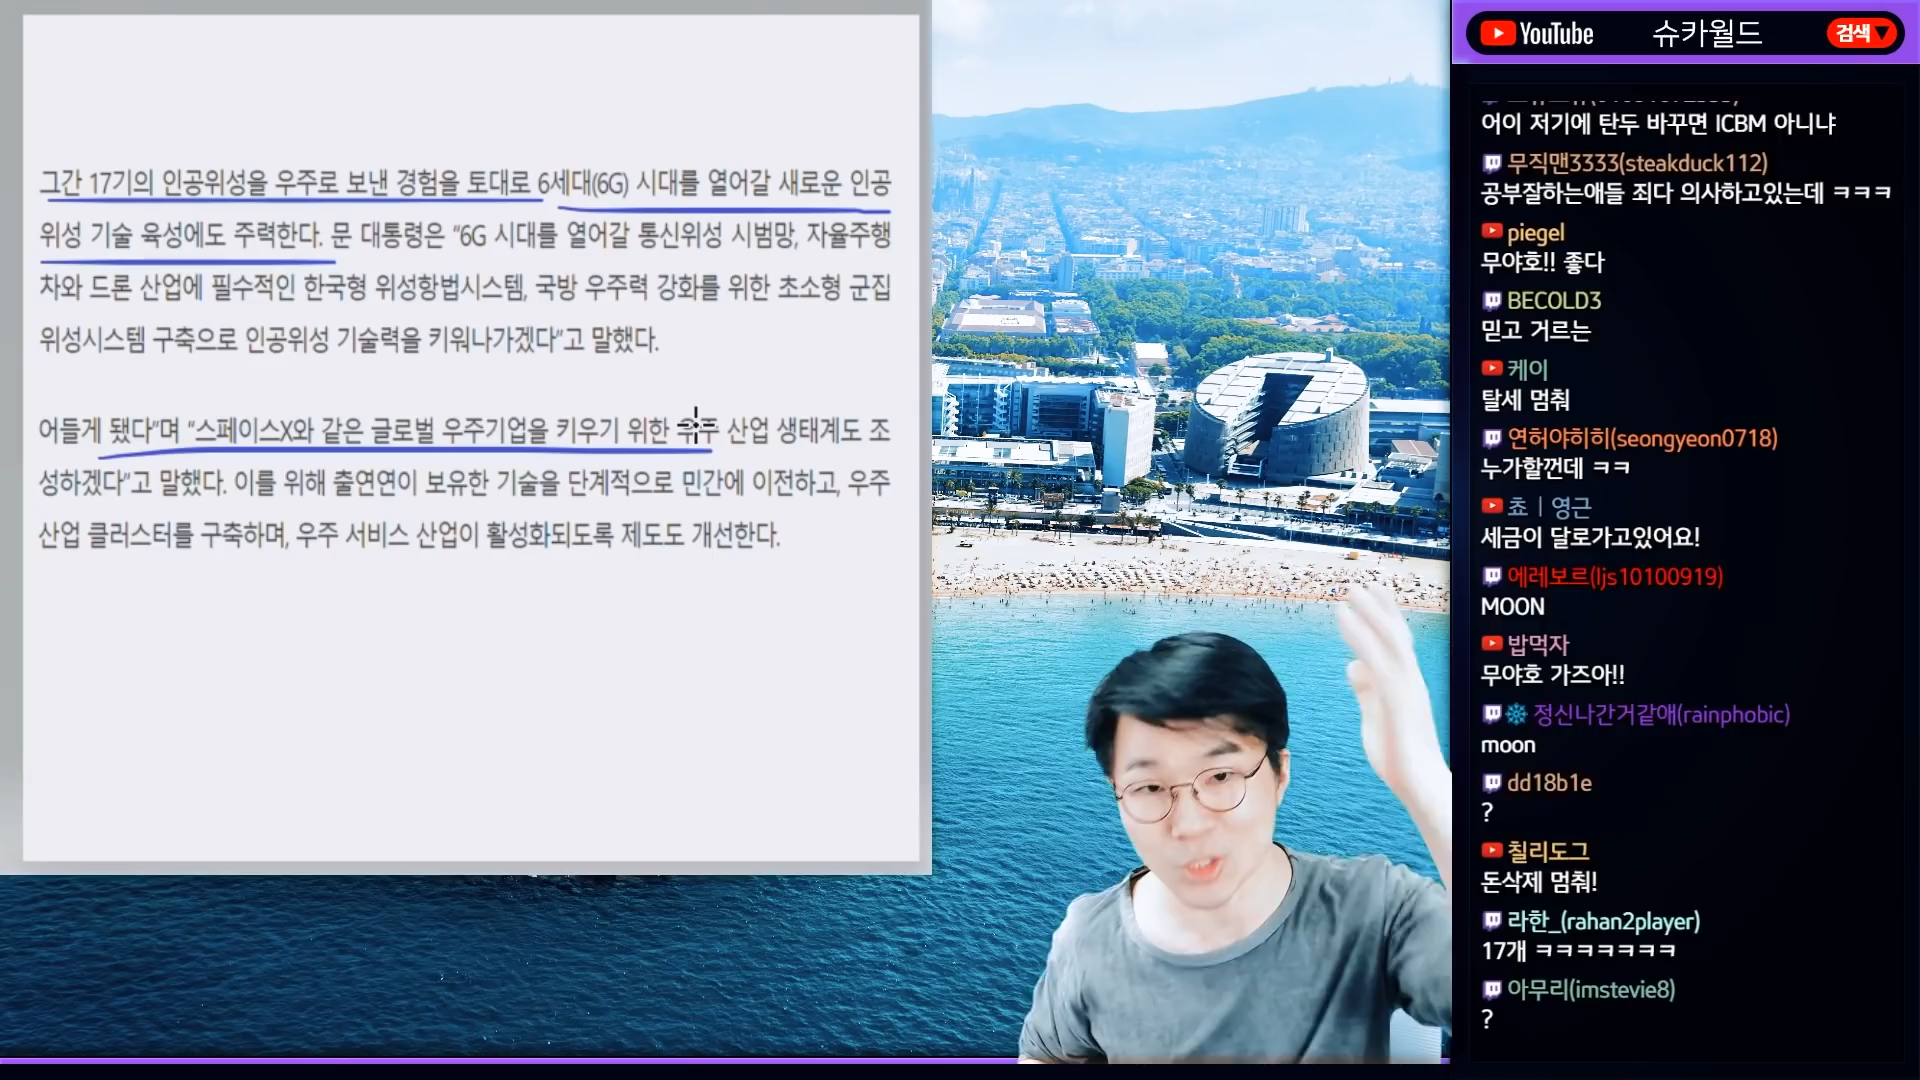 그간 17기의 인공위성을 우주로 보낸 경험을 토대로 6세대(6G) 시대를 열어갈 새로운 인공
위성 기술 육성에도 주력한다. 문 대통령은 “6G 시대를 열어갈 통신위성 시범망, 자율주행
차와 드론 산업에 필수적인 한국형 위성항법시스템, 국방 우주력 강화를 위한 초소형 군집
위성시스템 구축으로 인공위성 기술력을 키워나가겠다”고 말했다.
어들게 됐다”며 “스페이스X와 같은 글로벌 우주기업을 키우기 위한 우주 산업 생태계도 조
성하겠다”고 말했다. 이를 위해 출연연이 보유한 기술을 단계적으로 민간에 이전하고, 우주
산업 클러스터를 구축하며, 우주 서비스 산업이 활성화되도록 제도도 개선한다.
YouTube 슈카월드 검색▼
어이 저기에 탄두 바꾸면 ICBM 아니냐
무직맨3333(steakduck112)
공부잘하는애들 죄다 의사하고있는데 ㅋㅋㅋ
piegel
무야호!! 좋다
BECOLD3
믿고 거르는
케이
탈세 멈춰
연허야히히(seongyeon0718)
누가할껀데 ㅋㅋ
쵸ㅣ영근
세금이 달로가고있어요!
에레보르(ljs10100919)
MOON
밥먹자
무야호 가즈아!!
정신나간거같애(rainphobic)
moon
dd18b1e
?
칠리도그
돈삭제 멈춰!
라한_(rahan2player)
17개 ㅋㅋㅋㅋㅋㅋㅋ
아무리(imstevie8)
?